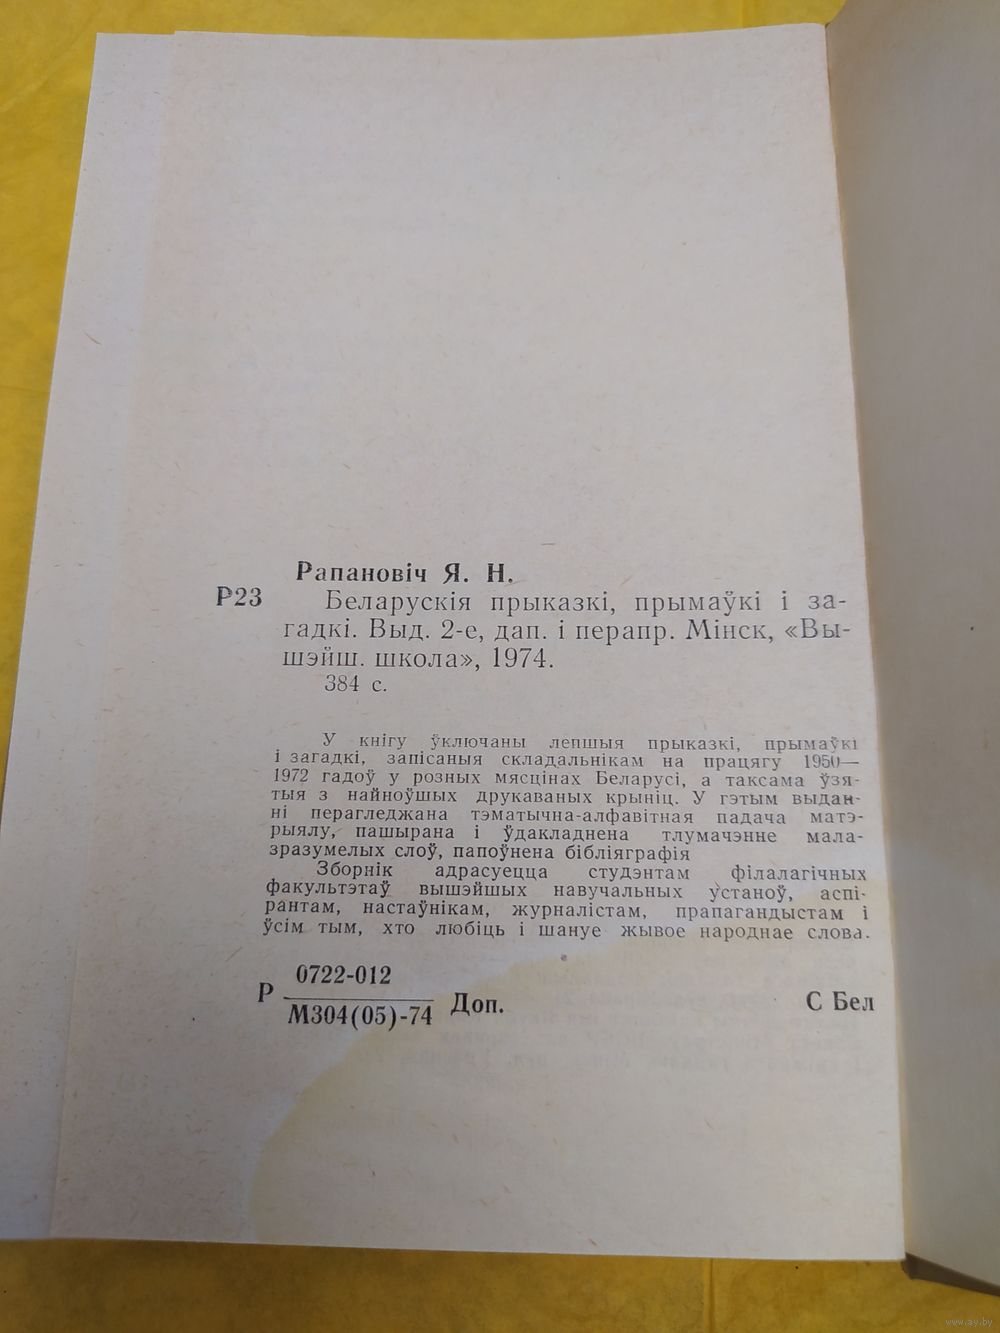 Рапановіч Я. Н.
Р23
Беларускія прыказкі, прымаўкі і за-
гадкі. Выд. 2-е, дап. і перапр. Мінск, «Вы-
шэйш. школа», 1974.
384 с.
У кнігу ўключаны лепшыя прыказкі, прымаўкі
і загадкі, запісаныя складальнікам на працягу 1950—
1972 гадоў у розных мясцінах Беларусі, а таксама ўзя-
тыя з найноўшых друкаваных крыніц. У гэтым выдан-
ні перагледжана тэматычна-алфавітная падача матэ-
рыялу, пашырана і ўдакладнена тлумачэнне мала-
зразумелых слоў, папоўнена бібліяграфія
Зборнік адрасуецца студэнтам філалагічных
факультэтаў вышэйшых навучальных устаноў, аспі-
рантам, настаўнікам, журналістам, прапагандыстам і
ўсім тым, хто любіць і шануе жывое народнае слова.
0722-012
Р
М304(05)-74 Доп. С Бел
www.ay.by